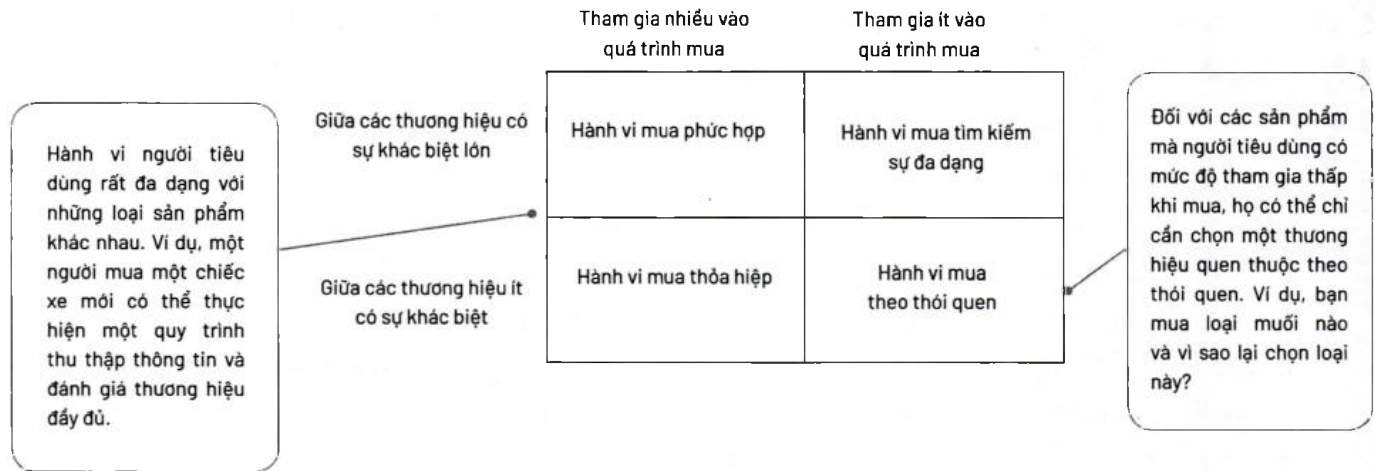 Tham gia nhiều vào
quá trình mua
Tham gia ít vào
quá trình mua
Hành vi người tiêu
dùng rất đa dạng với
những loại sản phẩm
khác nhau. Ví dụ, một
người mua một chiếc
xe mới có thể thực
hiện một quy trình
thu thập thông tin và
đánh giá thương hiệu
đầy đủ.
Giữa các thương hiệu có
sự khác biệt lớn
Giữa các thương hiệu ít
có sự khác biệt
Hành vi mua phức hợp
Hành vi mua tìm kiếm
sự đa dạng
Hành vi mua thỏa hiệp
Hành vi mua
theo thói quen
Đối với các sản phẩm
mà người tiêu dùng có
mức độ tham gia thấp
khi mua, họ có thể chỉ
cần chọn một thương
hiệu quen thuộc theo
thói quen. Ví dụ, bạn
mua loại muối nào
và vì sao lại chọn loại
này?